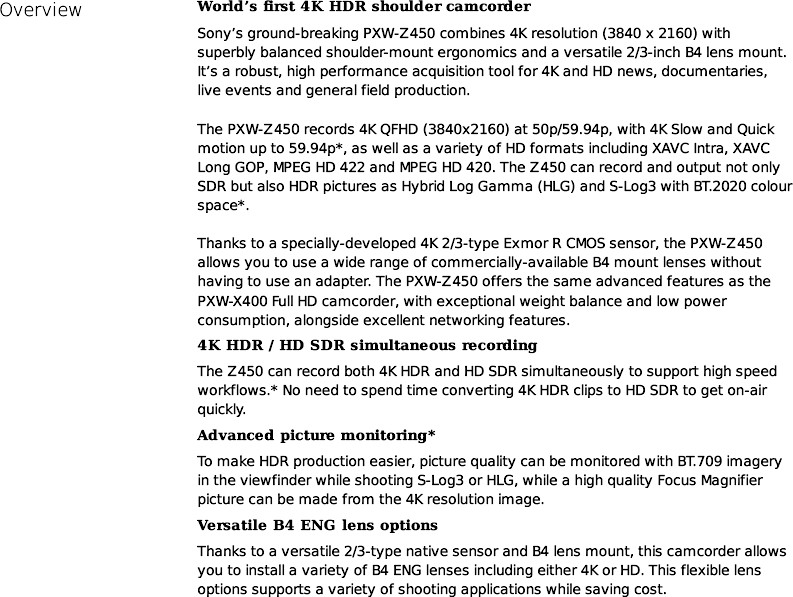 Overview
World’s first 4K HDR shoulder camcorder
Sony’s ground-breaking PXW-Z450 combines 4K resolution (3840 x 2160) with
superbly balanced shoulder-mount ergonomics and a versatile 2/3-inch B4 lens mount.
It’s a robust, high performance acquisition tool for 4K and HD news, documentaries,
live events and general field production.
The PXW-Z450 records 4K QFHD (3840x2160) at 50p/59.94p, with 4K Slow and Quick
motion up to 59.94p*, as well as a variety of HD formats including XAVC Intra, XAVC
Long GOP, MPEG HD 422 and MPEG HD 420. The Z450 can record and output not only
SDR but also HDR pictures as Hybrid Log Gamma (HLG) and S-Log3 with BT.2020 colour
space*.
Thanks to a specially-developed 4K 2/3-type Exmor R CMOS sensor, the PXW-Z450
allows you to use a wide range of commercially-available B4 mount lenses without
having to use an adapter. The PXW-Z450 offers the same advanced features as the
PXW-X400 Full HD camcorder, with exceptional weight balance and low power
consumption, alongside excellent networking features.
4K HDR / HD SDR simultaneous recording
The Z450 can record both 4K HDR and HD SDR simultaneously to support high speed
workflows.* No need to spend time converting 4K HDR clips to HD SDR to get on-air
quickly.
Advanced picture monitoring*
To make HDR production easier, picture quality can be monitored with BT.709 imagery
in the viewfinder while shooting S-Log3 or HLG, while a high quality Focus Magnifier
picture can be made from the 4K resolution image.
Versatile B4 ENG lens options
Thanks to a versatile 2/3-type native sensor and B4 lens mount, this camcorder allows
you to install a variety of B4 ENG lenses including either 4K or HD. This flexible lens
options supports a variety of shooting applications while saving cost.